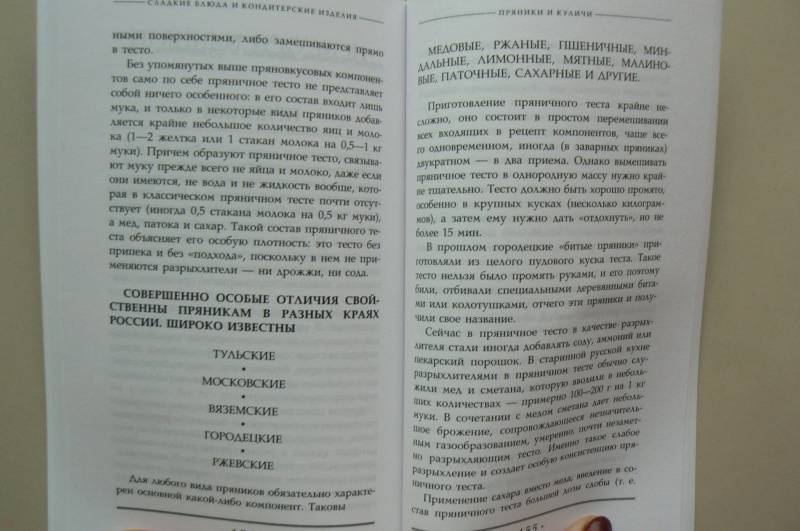 СЛАДКИЕ БЛЮДА И КОНДИТЕРСКИЕ ИЗДЕЛИЯ
ными поверхностями, либо замешиваются прямо
в тесто.
Без упомянутых выше пряновкусовых компонен-
тов само по себе пряничное тесто не представляет
собой ничего особенного: в его состав входит лишь
мука, и только в некоторые виды пряников добав-
ляется крайне небольшое количество яиц и моло-
ка (1—2 желтка или 1 стакан молока на 0,5—1 кг
муки). Причем образуют пряничное тесто, связыва-
ют муку прежде всего не яйца и молоко, даже если
они имеются, не вода и не жидкость вообще, кото-
рая в классическом пряничном тесте почти отсут-
ствует (иногда 0,5 стакана молока на 0,5 кг муки),
а мед, патока и сахар. Такой состав пряничного те-
ста объясняет его особую плотность: это тесто без
припека и без «подхода», поскольку в нем не при-
меняются разрыхлители — ни дрожжи, ни сода.
СОВЕРШЕННО ОСОБЫЕ ОТЛИЧИЯ СВОЙ-
СТВЕННЫ ПРЯНИКАМ В РАЗНЫХ КРАЯХ
РОССИИ. ШИРОКО ИЗВЕСТНЫ
ТУЛЬСКИЕ
•
МОСКОВСКИЕ
•
ВЯЗЕМСКИЕ
•
ГОРОДЕЦКИЕ
•
РЖЕВСКИЕ
Для любого вида пряников обязательно характе-
рен основной какой-либо компонент. Таковы
ПРЯНИКИ И КУЛИЧИ
МЕДОВЫЕ, РЖАНЫЕ, ПШЕНИЧНЫЕ, МИН-
ДАЛЬНЫЕ, ЛИМОННЫЕ, МЯТНЫЕ, МАЛИНО-
ВЫЕ, ПАТОЧНЫЕ, САХАРНЫЕ И ДРУГИЕ.
Приготовление пряничного теста крайне не-
сложно, оно состоит в простом перемешивании
всех входящих в рецепт компонентов, чаще все-
го одновременном, иногда (в заварных пряниках)
двукратном — в два приема. Однако вымешивать
пряничное тесто в однородную массу нужно край-
не тщательно. Тесто должно быть хорошо промято,
особенно в крупных кусках (несколько килограм-
мов), а затем ему нужно дать «отдохнуть», но не
более 15 мин.
В прошлом городецкие «битые пряники» при-
готовляли из целого пудового куска теста. Такое
тесто нельзя было промять руками, и его поэтому
били, отбивали специальными деревянными бита-
ми или колотушками, отчего эти пряники и полу-
чили свое название.
Сейчас в пряничное тесто в качестве разрых-
лителя стали иногда добавлять соду, аммоний или
пекарский порошок. В старинной русской кухне
разрыхлителями в пряничном тесте обычно слу-
жили мед и сметана, которую вводили в неболь-
ших количествах — примерно 100—200 г на 1 кг
муки. В сочетании с медом сметана дает неболь-
шое брожение, сопровождающееся незначитель-
ным газообразованием, умеренно, почти незамет-
но разрыхляющим тесто. Именно такое слабое
разрыхление и создает особую консистенцию пря-
ничного теста.
Применение сахара вместо меда, введение в со-
став пряничного теста большей дозы сдобы (т. е.